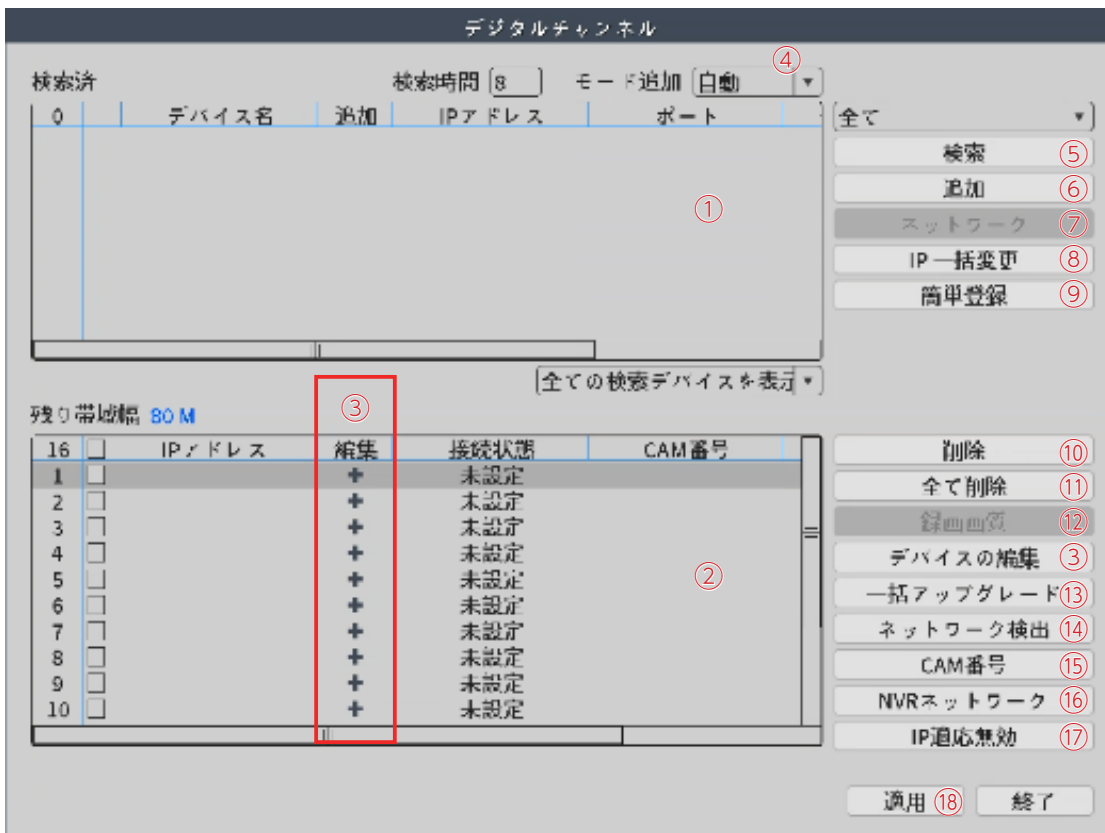 デジタルチャンネル
検索済 検索時間 8 モード追加 自動 ④
0 デバイス名 追加 IPアドレス ポート 全て
検索 ⑤
① 追加 ⑥
ネットワーク ⑦
IP一括変更 ⑧
簡単登録 ⑨
全ての検索デバイスを表示
残り帯域幅 80 M ③
16 IPアドレス 編集 接続状態 CAM番号 削除 ⑩
1 + 未設定 全て削除 ⑪
2 + 未設定
3 + 未設定 録画画質 ⑫
4 + 未設定 デバイスの編集 ③
5 + 未設定 ② 一括アップグレード ⑬
6 + 未設定
7 + 未設定 ネットワーク検出 ⑭
8 + 未設定 CAM番号 ⑮
9 + 未設定
10 + 未設定 NVRネットワーク ⑯
IP適応無効 ⑰
適用 ⑱ 終了